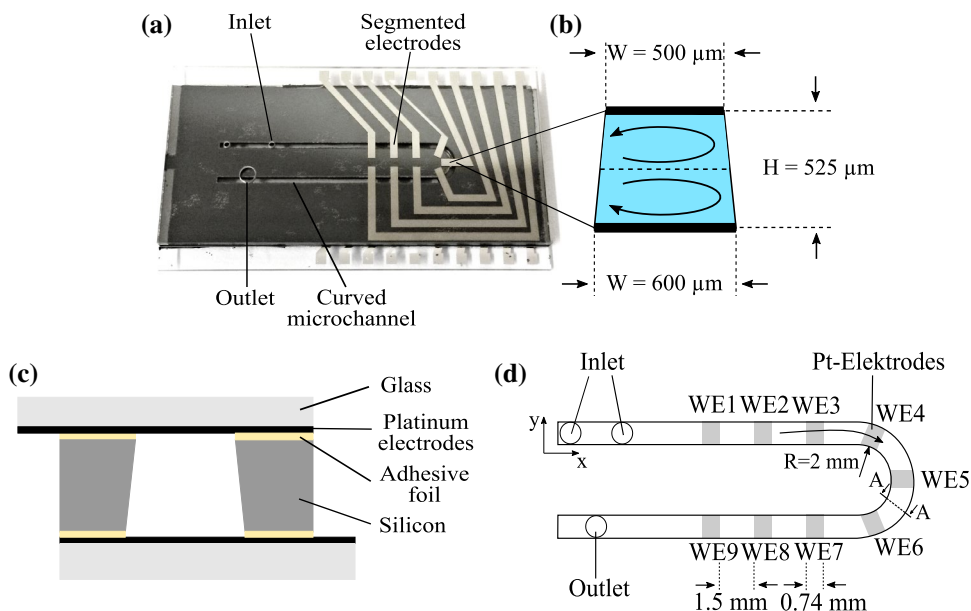 (a)
Inlet
Segmented
electrodes
Outlet
Curved
microchannel
(b)
W = 500 µm
H = 525 µm
W = 600 µm
(c)
Glass
Platinum
electrodes
Adhesive
foil
Silicon
(d)
Inlet
Pt-Elektrodes
WE1 WE2 WE3
WE4
y
x
R=2 mm
A
WE5
A
WE6
WE9 WE8 WE7
Outlet
1.5 mm
0.74 mm